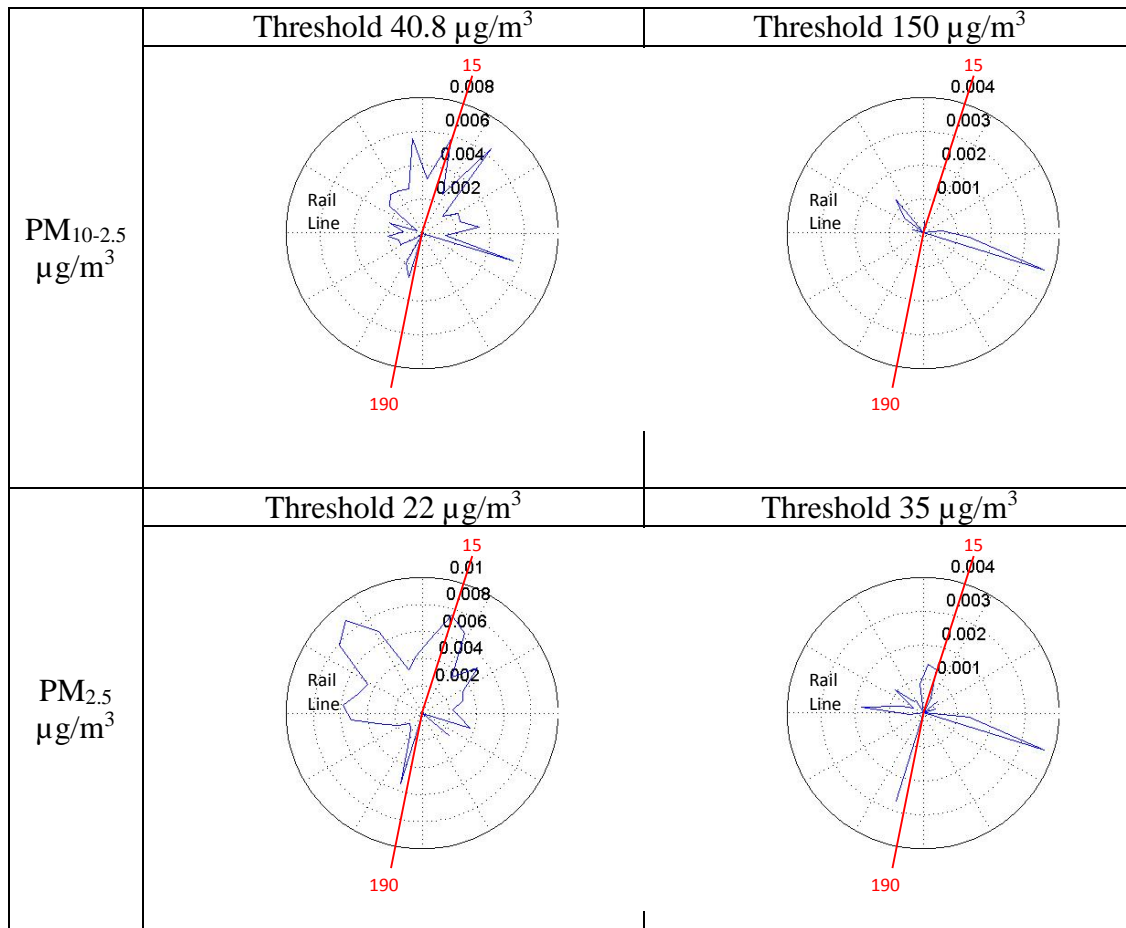 Threshold 40.8 µg/m³ Threshold 150 µg/m³
15 15
0.008 0.004
0.006 0.003
0.004 0.002
0.002 0.001
Rail Rail
Line Line
PM₁₀₋₂.₅
µg/m³
190 190
Threshold 22 µg/m³ Threshold 35 µg/m³
15 15
0.01 0.004
0.008 0.003
0.006 0.002
0.004 0.001
0.002
Rail Rail
Line Line
PM₂.₅
µg/m³
190 190